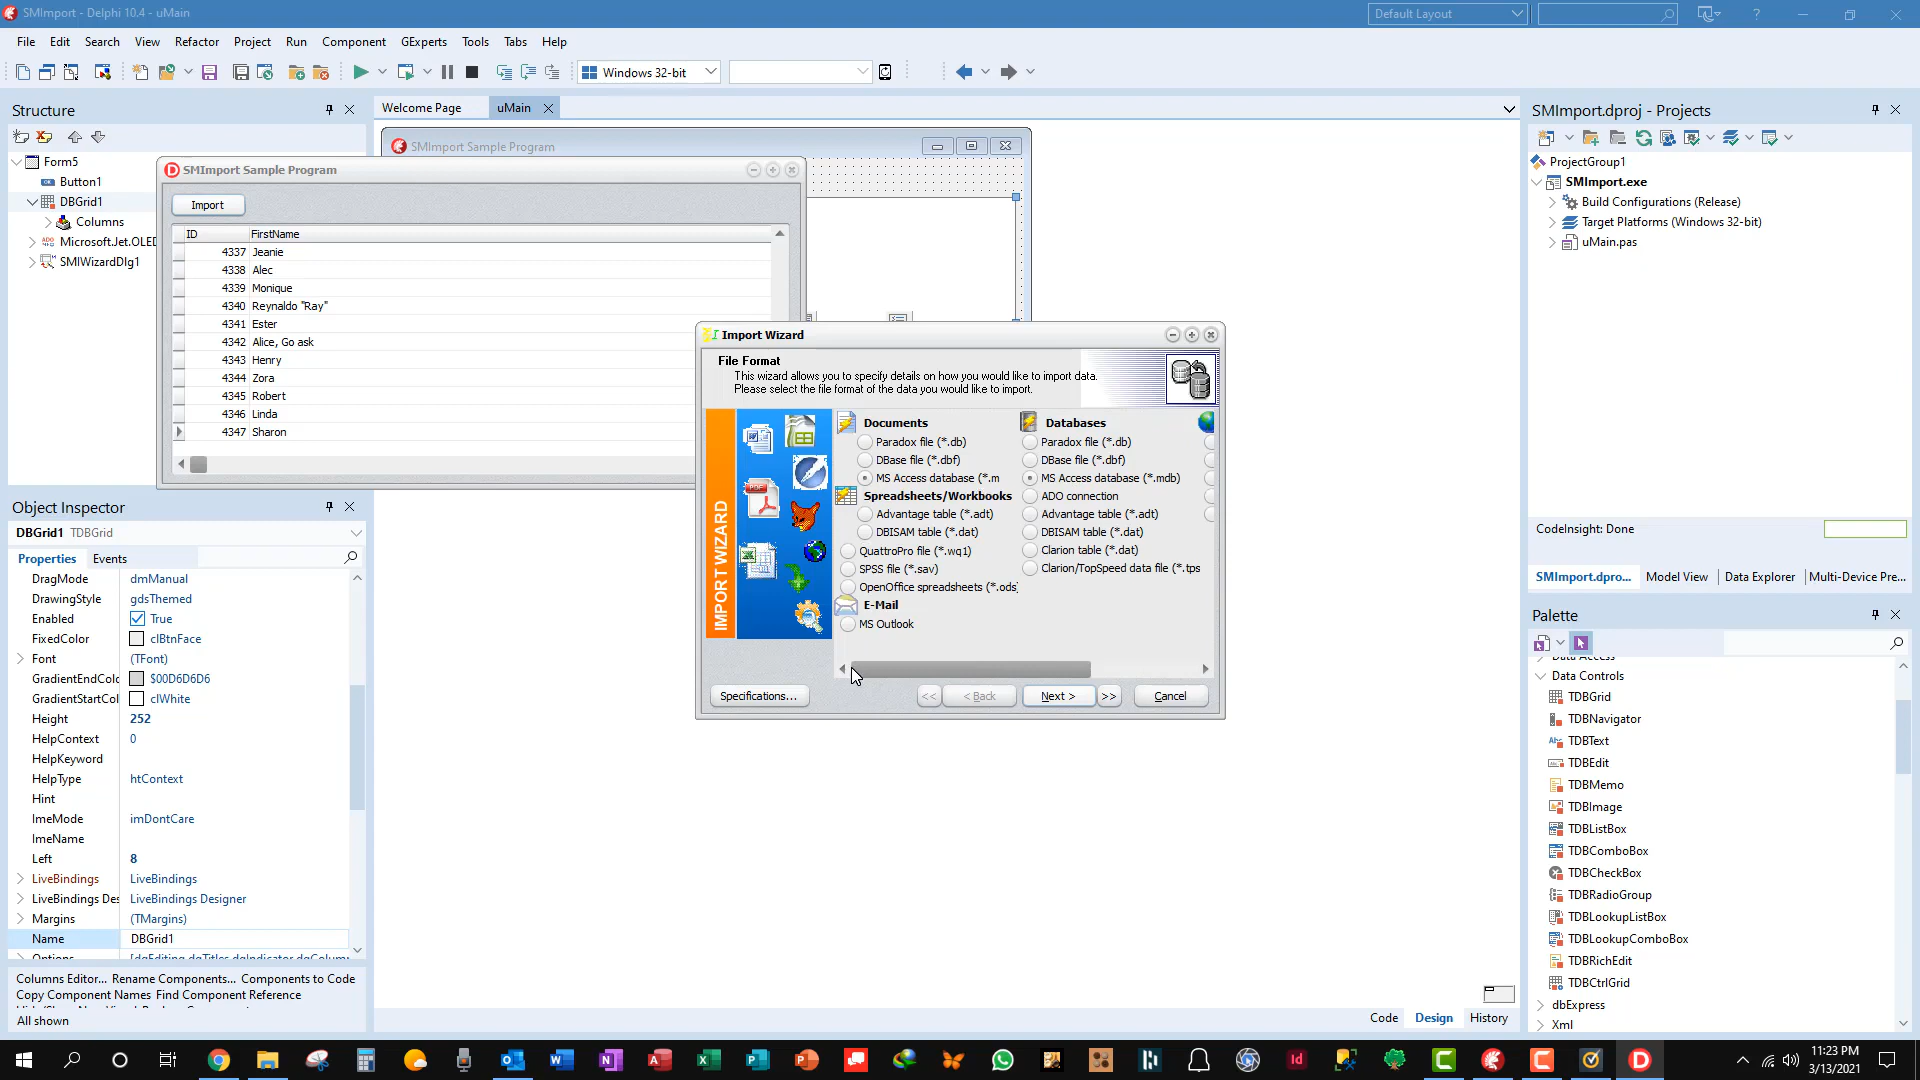 SMImport - Delphi 10.4 - uMain
Default Layout
File Edit Search View Refactor Project Run Component GExperts Tools Tabs Help
Windows 32-bit
Structure
Form5
Button1
DBGrid1
Columns
Microsoft.Jet.OLED
SMIWizardDlg1
Welcome Page
uMain
SMImport Sample Program
SMImport Sample Program
Import
ID FirstName
4337 Jeanie
4338 Alec
4339 Monique
4340 Reynaldo "Ray"
4341 Ester
4342 Alice, Go ask
4343 Henry
4344 Zora
4345 Robert
4346 Linda
4347 Sharon
Import Wizard
File Format
This wizard allows you to specify details on how you would like to import data.
Please select the file format of the data you would like to import.
IMPORT WIZARD
PDF
Documents
Paradox file (*.db)
DBase file (*.dbf)
MS Access database (*.m
Spreadsheets/Workbooks
Advantage table (*.adt)
DBISAM table (*.dat)
QuattroPro file (*.wq1)
SPSS file (*.sav)
OpenOffice spreadsheets (*.ods)
E-Mail
MS Outlook
Databases
Paradox file (*.db)
DBase file (*.dbf)
MS Access database (*.mdb)
ADO connection
Advantage table (*.adt)
DBISAM table (*.dat)
Clarion table (*.dat)
Clarion/TopSpeed data file (*.tps
Specifications...
<< < Back Next > >> Cancel
Object Inspector
DBGrid1 TDBGrid
Properties Events
DragMode dmManual
DrawingStyle gdsThemed
Enabled True
FixedColor clBtnFace
Font (TFont)
GradientEndColo $00D6D6D6
GradientStartCol clWhite
Height 252
HelpContext 0
HelpKeyword
HelpType htContext
Hint
ImeMode imDontCare
ImeName
Left 8
LiveBindings LiveBindings
LiveBindings Des LiveBindings Designer
Margins (TMargins)
Name DBGrid1
Options [dgEditing,dgTitles,dgIndicator,dgColum
Columns Editor... Rename Components... Components to Code
Copy Component Names Find Component Reference
All shown
Code Design History
SMImport.dproj - Projects
ProjectGroup1
SMImport.exe
Build Configurations (Release)
Target Platforms (Windows 32-bit)
uMain.pas
CodeInsight: Done
SMImport.dpro... Model View Data Explorer Multi-Device Pre...
Palette
Data Access
Data Controls
TDBGrid
TDBNavigator
TDBText
TDBEdit
TDBMemo
TDBImage
TDBListBox
TDBComboBox
TDBCheckBox
TDBRadioGroup
TDBLookupListBox
TDBLookupComboBox
TDBRichEdit
TDBCtrlGrid
dbExpress
Xml
11:23 PM
3/13/2021